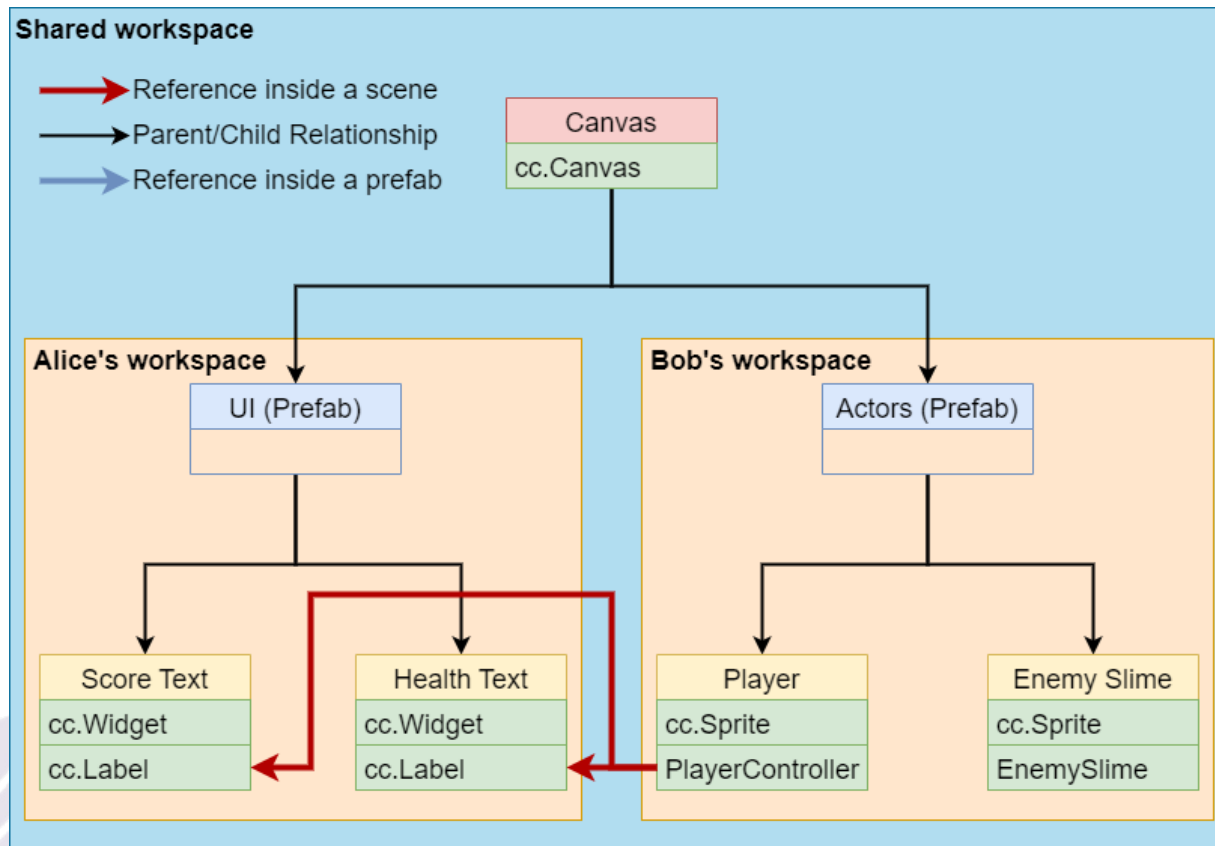 Shared workspace
Reference inside a scene
Parent/Child Relationship
Reference inside a prefab
Canvas
cc.Canvas
Alice's workspace
UI (Prefab)
Score Text
cc.Widget
cc.Label
Health Text
cc.Widget
cc.Label
Bob's workspace
Actors (Prefab)
Player
cc.Sprite
PlayerController
Enemy Slime
cc.Sprite
EnemySlime